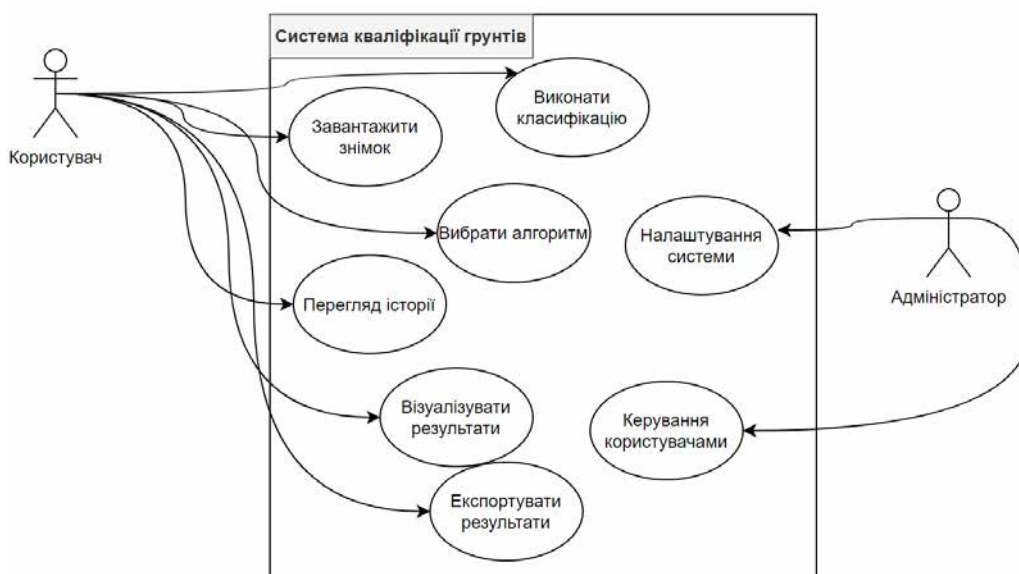 Система кваліфікації грунтів
Користувач
Виконати
класифікацію
Завантажити
знімок
Вибрати алгоритм
Налаштування
системи
Адміністратор
Перегляд історії
Візуалізувати
результати
Керування
користувачами
Експортувати
результати